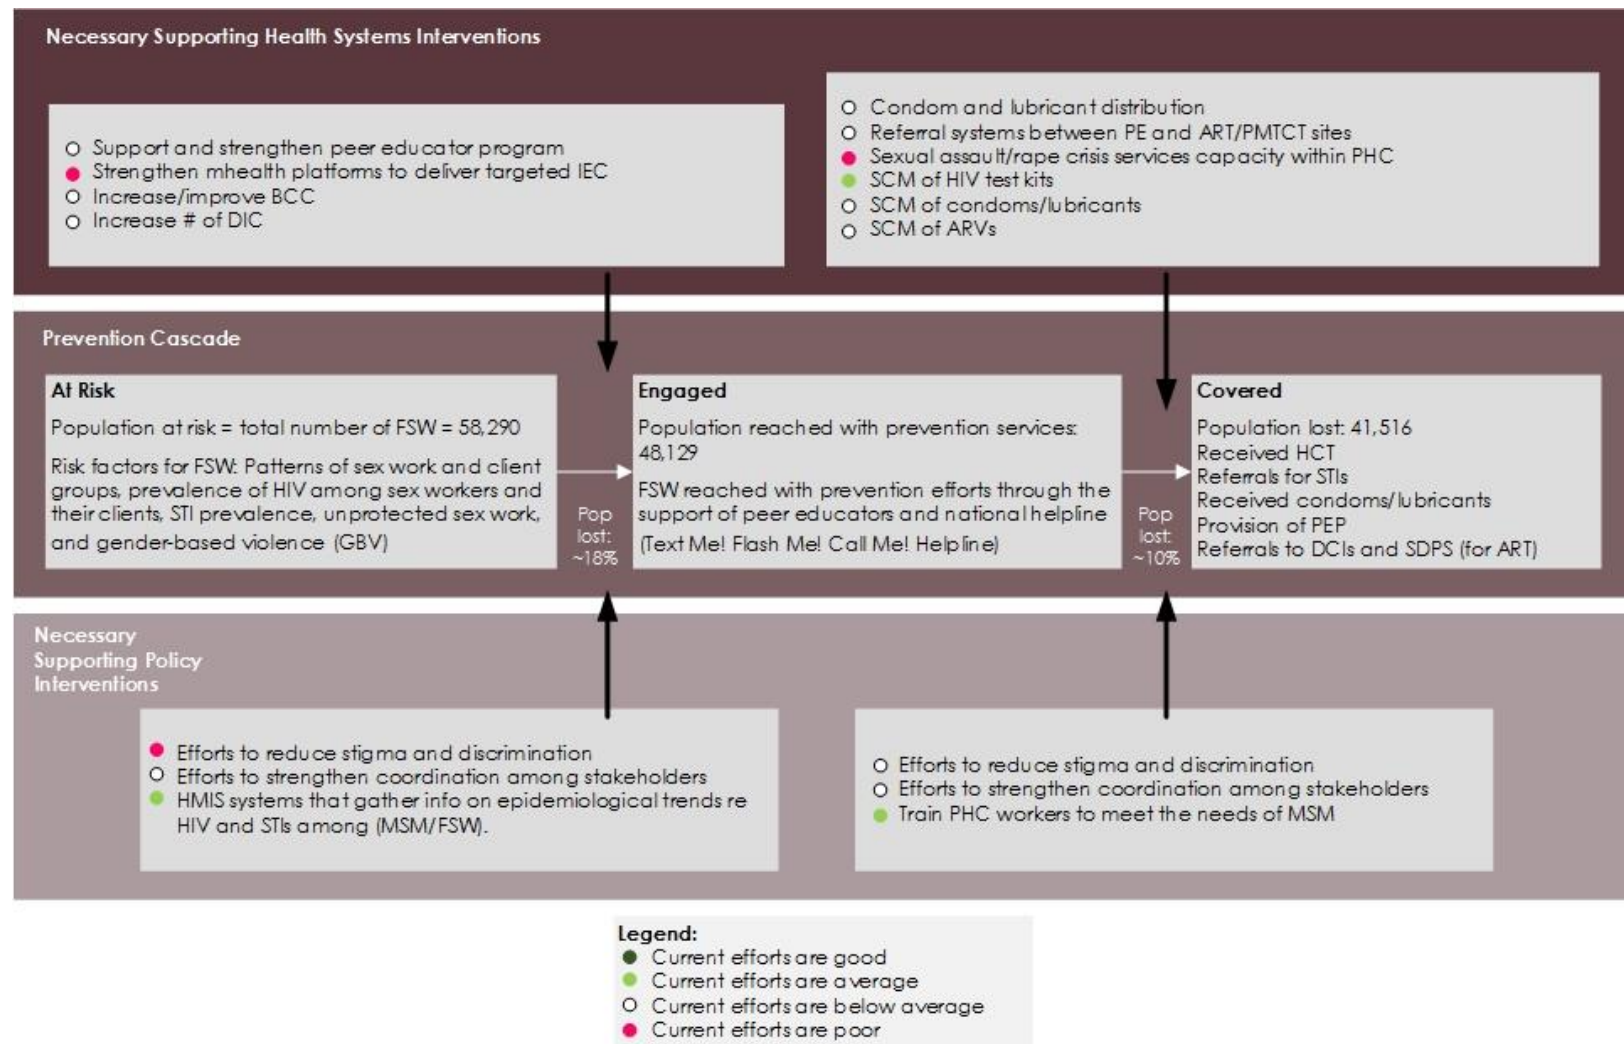 Necessary Supporting Health Systems Interventions
Support and strengthen peer educator program
Strengthen mhealth platforms to deliver targeted IEC
Increase/improve BCC
Increase # of DIC
Condom and lubricant distribution
Referral systems between PE and ART/PMTCT sites
Sexual assault/rape crisis services capacity within PHC
SCM of HIV test kits
SCM of condoms/lubricants
SCM of ARVs
Prevention Cascade
At Risk
Population at risk = total number of FSW = 58,290
Risk factors for FSW: Patterns of sex work and client
groups, prevalence of HIV among sex workers and
their clients, STI prevalence, unprotected sex work,
and gender-based violence (GBV)
Pop
lost:
~18%
Engaged
Population reached with prevention services:
48,129
FSW reached with prevention efforts through the
support of peer educators and national helpline
(Text Me! Flash Me! Call Me! Helpline)
Pop
lost:
~10%
Covered
Population lost: 41,516
Received HCT
Referrals for STIs
Received condoms/lubricants
Provision of PEP
Referrals to DCIs and SDPS (for ART)
Necessary
Supporting Policy
Interventions
Efforts to reduce stigma and discrimination
Efforts to strengthen coordination among stakeholders
HMIS systems that gather info on epidemiological trends re
HIV and STIs among (MSM/FSW).
Efforts to reduce stigma and discrimination
Efforts to strengthen coordination among stakeholders
Train PHC workers to meet the needs of MSM
Legend:
Current efforts are good
Current efforts are average
Current efforts are below average
Current efforts are poor